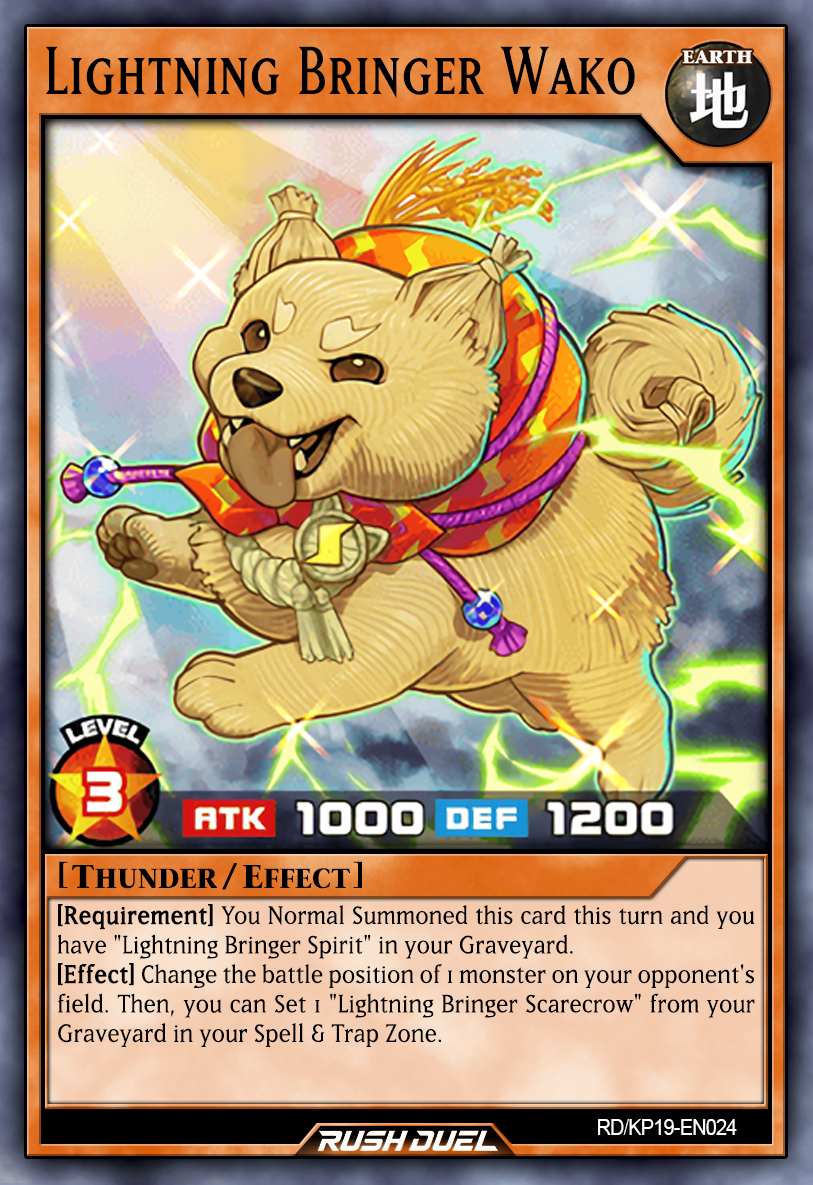 Lightning Bringer Wako
EARTH
地
LEVEL
3
ATK 1000 DEF 1200
[Thunder/Effect]
[Requirement] You Normal Summoned this card this turn and you
have "Lightning Bringer Spirit" in your Graveyard.
[Effect] Change the battle position of 1 monster on your opponent's
field. Then, you can Set 1 "Lightning Bringer Scarecrow" from your
Graveyard in your Spell & Trap Zone.
RD/KP19-EN024
RUSH DUEL